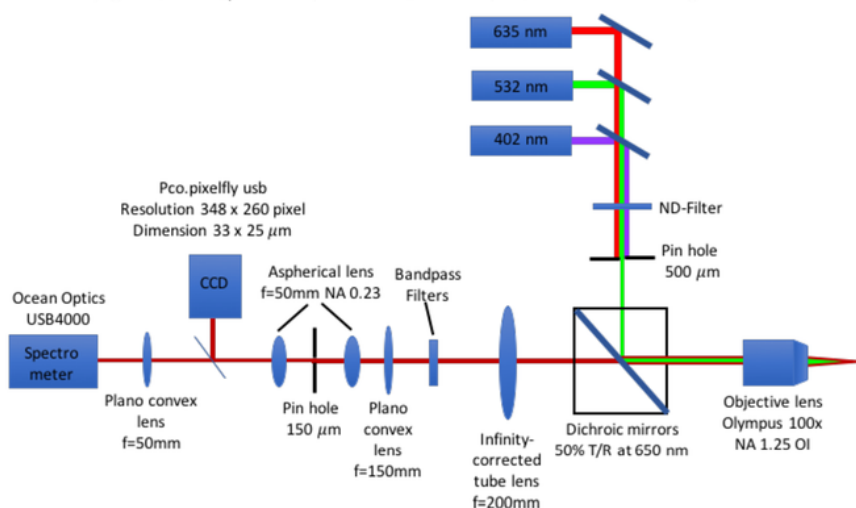 635 nm
532 nm
402 nm
ND-Filter
Pin hole
500 μm
Pco.pixelfly usb
Resolution 348 x 260 pixel
Dimension 33 x 25 μm
CCD
Aspherical lens
f=50mm NA 0.23
Bandpass
Filters
Ocean Optics
USB4000
Spectro
meter
Plano convex
lens
f=50mm
Pin hole
150 μm
Plano
convex
lens
f=150mm
Infinity-
corrected
tube lens
f=200mm
Dichroic mirrors
50% T/R at 650 nm
Objective lens
Olympus 100x
NA 1.25 OI